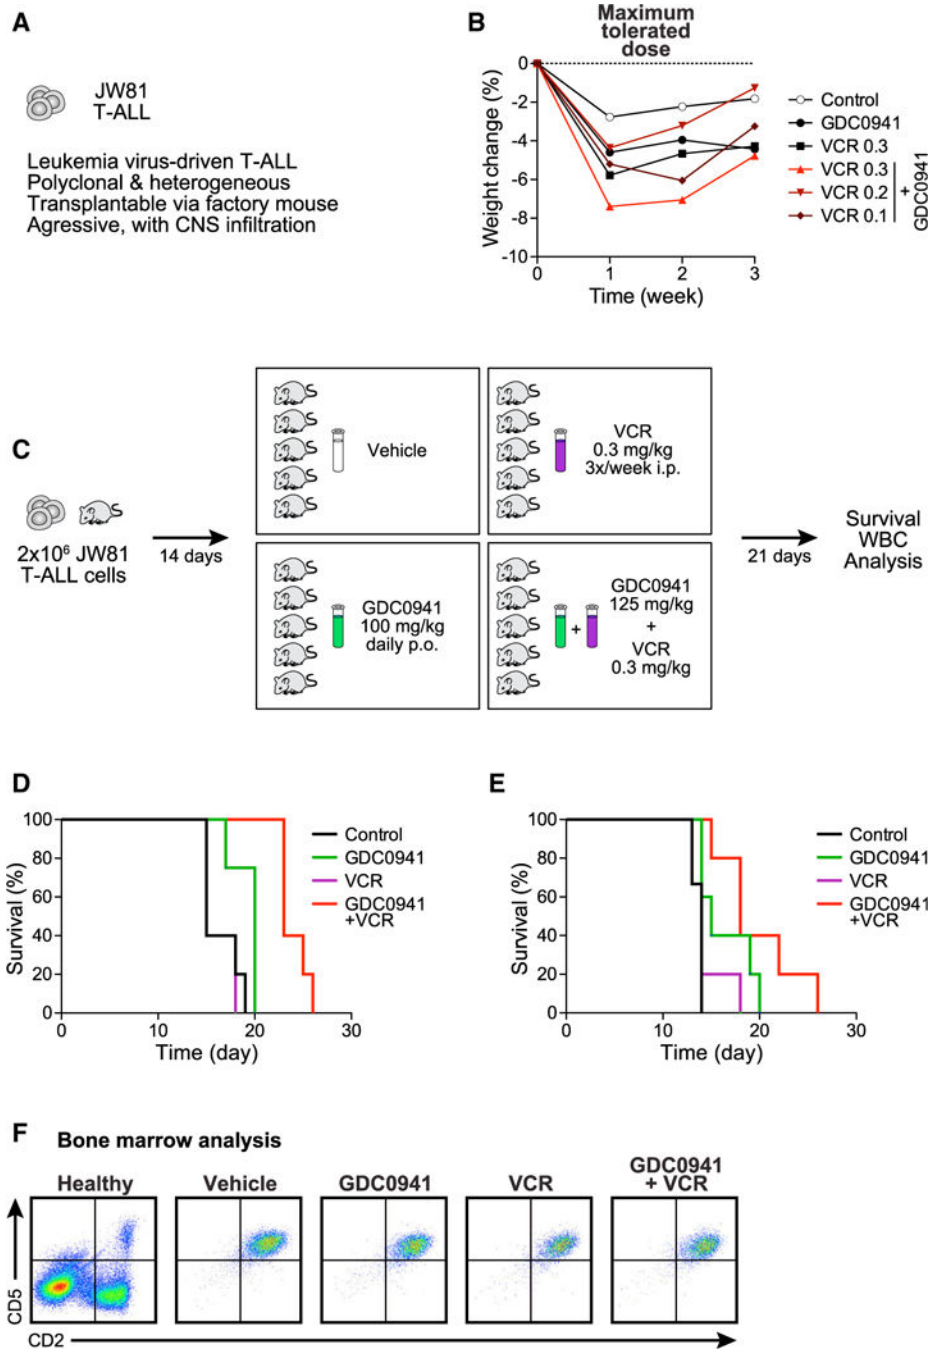 A
JW81
T-ALL
Leukemia virus-driven T-ALL
Polyclonal & heterogeneous
Transplantable via factory mouse
Agressive, with CNS infiltration
B
Maximum
tolerated
dose
Weight change (%)
0
-2
-4
-6
-8
-10
0
1
2
3
Time (week)
Control
GDC0941
VCR 0.3
VCR 0.3
VCR 0.2
VCR 0.1
+ GDC0941
C
2x10⁶ JW81
T-ALL cells
14 days
Vehicle
VCR
0.3 mg/kg
3x/week i.p.
GDC0941
100 mg/kg
daily p.o.
+
GDC0941
125 mg/kg
+
VCR
0.3 mg/kg
21 days
Survival
WBC
Analysis
D
Survival (%)
100
80
60
40
20
0
0
10
20
30
Time (day)
Control
GDC0941
VCR
GDC0941
+VCR
E
Survival (%)
100
80
60
40
20
0
0
10
20
30
Time (day)
Control
GDC0941
VCR
GDC0941
+VCR
F
Bone marrow analysis
Healthy
Vehicle
GDC0941
VCR
GDC0941
+ VCR
CD5
CD2